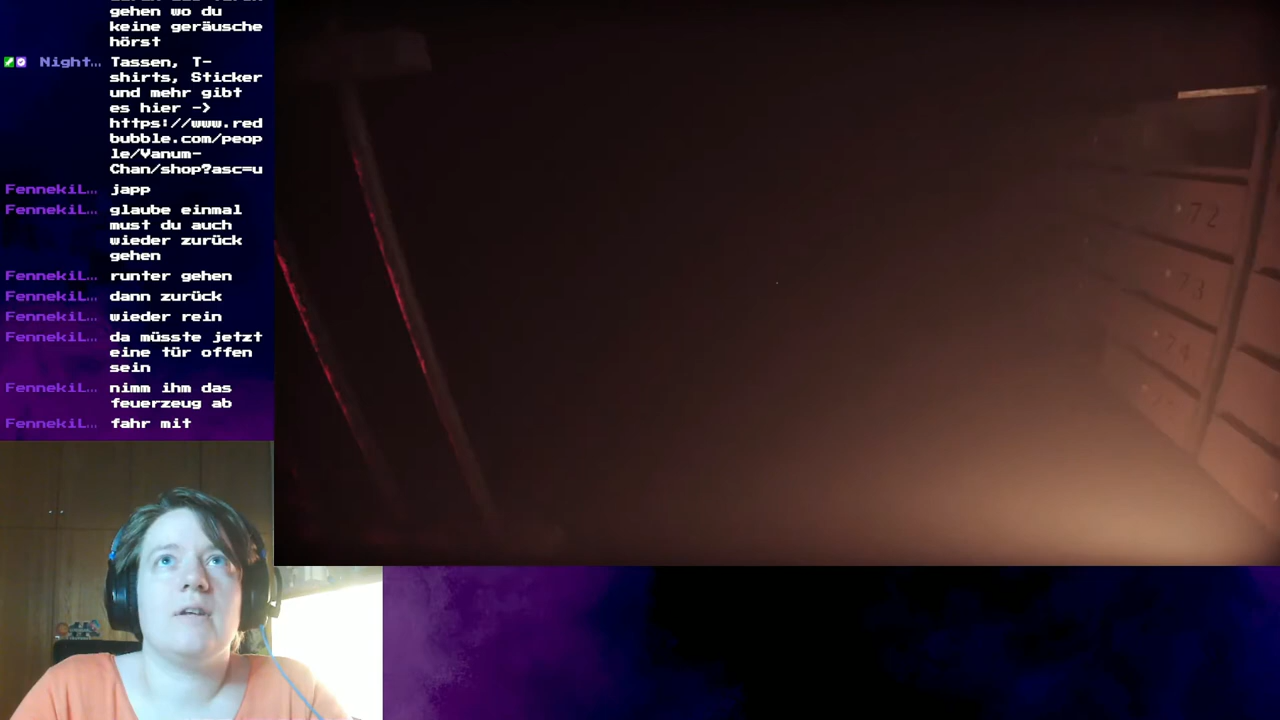 gehen wo du
keine geräusche
hörst
Night... Tassen, T-
shirts, Sticker
und mehr gibt
es hier ->
https://www.red
bubble.com/peop
le/Vanum-
Chan/shop?asc=u
FennekiL... japp
FennekiL... glaube einmal
must du auch
wieder zurück
gehen
FennekiL... runter gehen
FennekiL... dann zurück
FennekiL... wieder rein
FennekiL... da müsste jetzt
eine tür offen
sein
FennekiL... nimm ihm das
feuerzeug ab
FennekiL... fahr mit
72
73
74